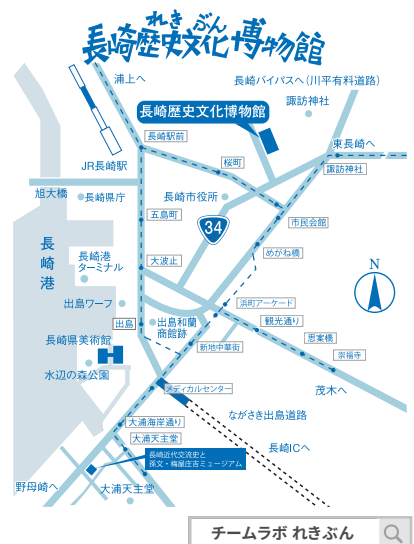 れきぶん
長崎歴史文化博物館
浦上へ
長崎バイパスへ（川平有料道路）
諏訪神社
長崎歴史文化博物館
長崎駅前
東長崎へ
JR長崎駅
桜町
諏訪神社
旭大橋
長崎県庁
長崎市役所
五島町
34
市民会館
長崎港
長崎港
ターミナル
大波止
めがね橋
N
出島ワーフ
浜町アーケード
出島
出島和蘭
商館跡
観光通り
長崎県美術館
新地中華街
思案橋
崇福寺
水辺の森公園
メディカルセンター
茂木へ
ながさき出島道路
大浦海岸通り
大浦天主堂
長崎ICへ
長崎近代交流史と
孫文・梅屋庄吉ミュージアム
野母崎へ
大浦天主堂
チームラボ れきぶん